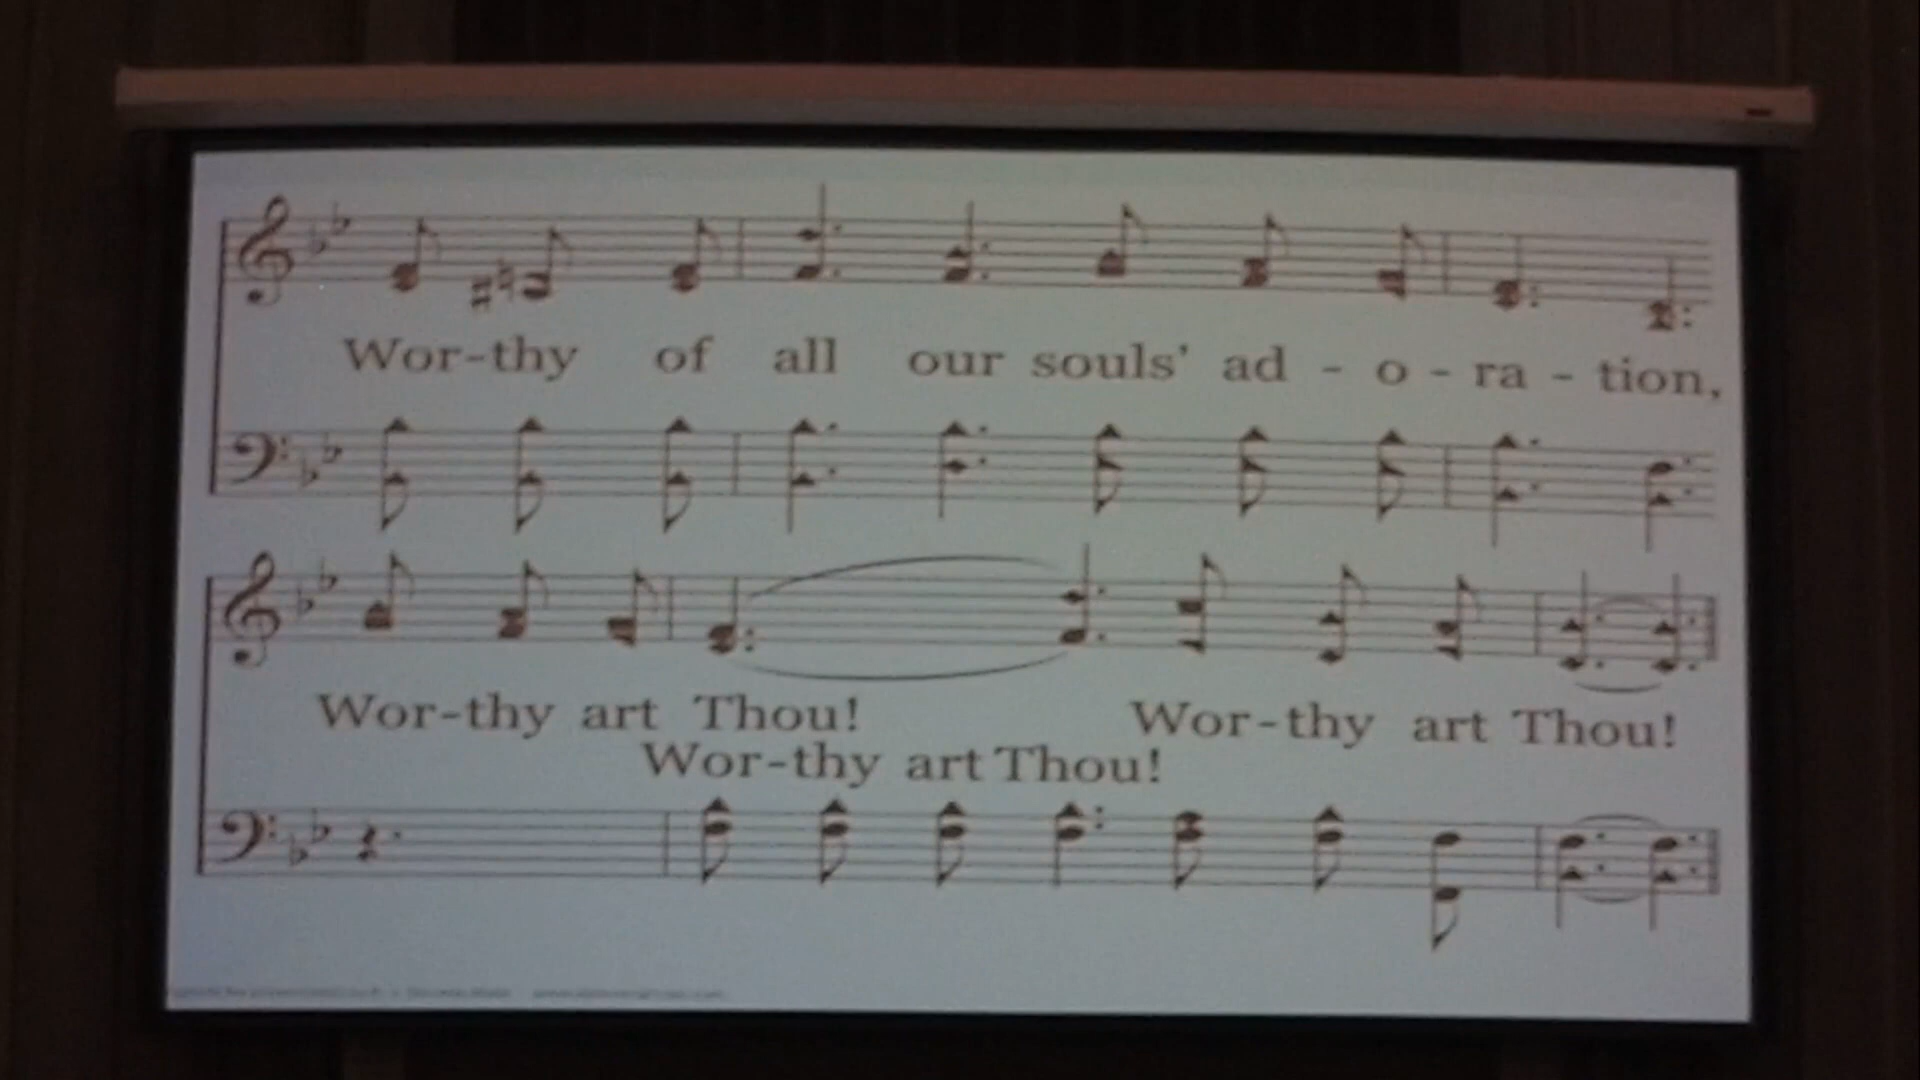 Wor-thy of all our souls' ad - o - ra - tion,
Wor-thy art Thou! Wor-thy art Thou!
Wor-thy art Thou!